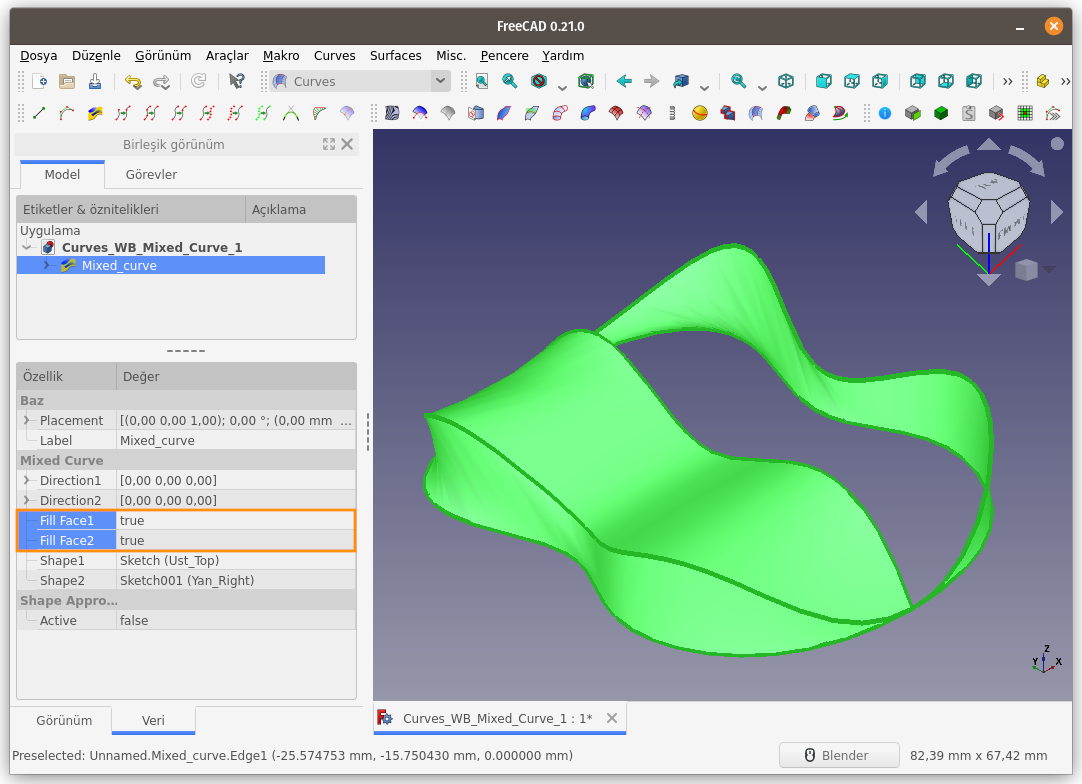 FreeCAD 0.21.0
Dosya Düzenle Görünüm Araçlar Makro Curves Surfaces Misc. Pencere Yardım
Curves
Birleşik görünüm
Model Görevler
Etiketler & öznitelikleri Açıklama
Uygulama
Curves_WB_Mixed_Curve_1
Mixed_curve
Özellik Değer
Baz
Placement [(0,00 0,00 1,00); 0,00 °; (0,00 mm ...
Label Mixed_curve
Mixed Curve
Direction1 [0,00 0,00 0,00]
Direction2 [0,00 0,00 0,00]
Fill Face1 true
Fill Face2 true
Shape1 Sketch (Ust_Top)
Shape2 Sketch001 (Yan_Right)
Shape Appro...
Active false
Z
Y X
Görünüm Veri
Curves_WB_Mixed_Curve_1 : 1*
Preselected: Unnamed.Mixed_curve.Edge1 (-25.574753 mm, -15.750430 mm, 0.000000 mm) Blender 82,39 mm x 67,42 mm